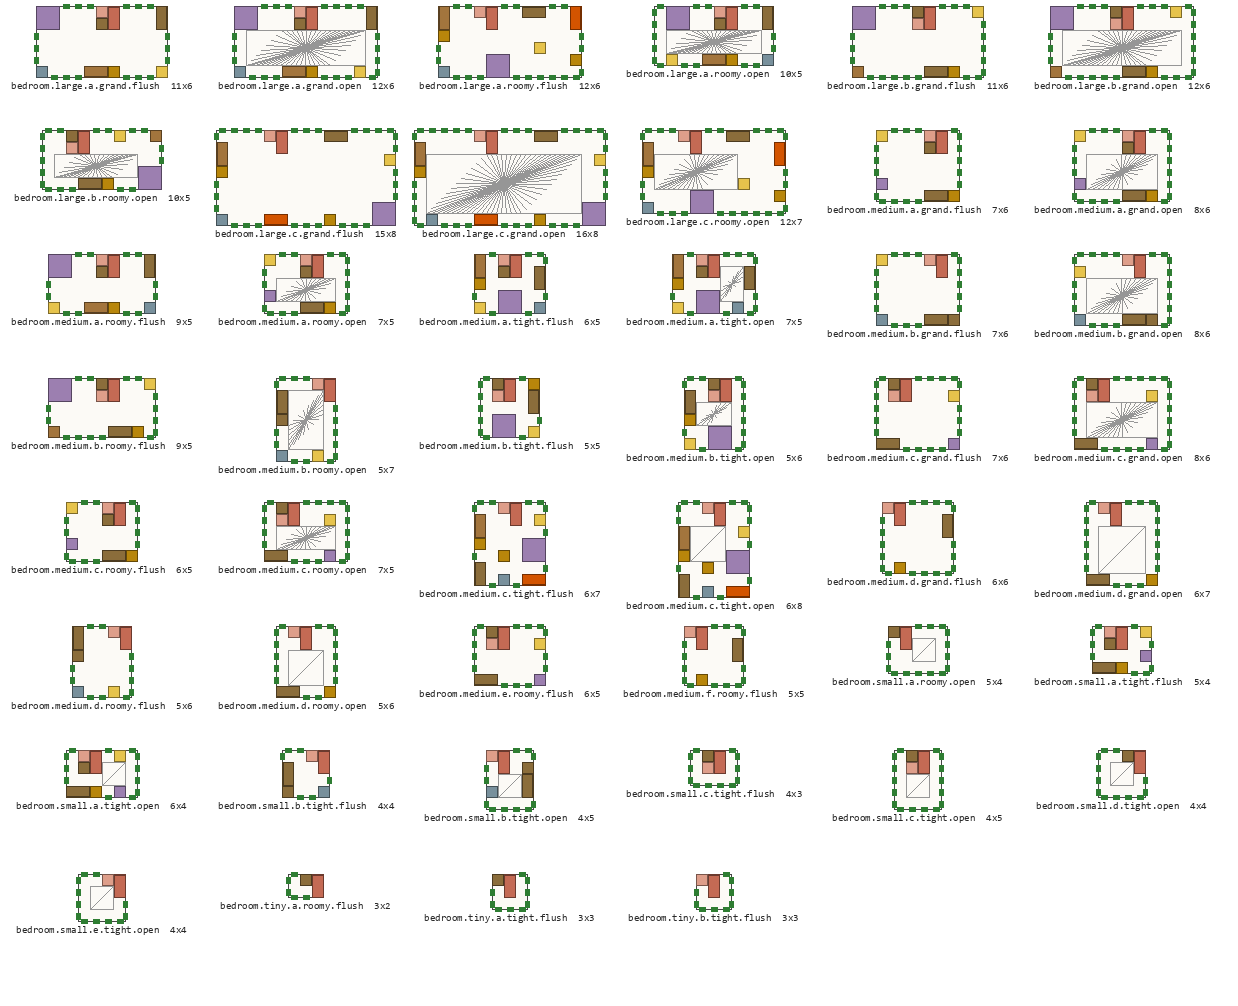 bedroom.large.a.grand.flush 11x6
bedroom.large.a.grand.open 12x6
bedroom.large.a.roomy.flush 12x6
bedroom.large.a.roomy.open 10x5
bedroom.large.b.grand.flush 11x6
bedroom.large.b.grand.open 12x6
bedroom.large.b.roomy.open 10x5
bedroom.large.c.grand.flush 15x8
bedroom.large.c.grand.open 16x8
bedroom.large.c.roomy.open 12x7
bedroom.medium.a.grand.flush 7x6
bedroom.medium.a.grand.open 8x6
bedroom.medium.a.roomy.flush 9x5
bedroom.medium.a.roomy.open 7x5
bedroom.medium.a.tight.flush 6x5
bedroom.medium.a.tight.open 7x5
bedroom.medium.b.grand.flush 7x6
bedroom.medium.b.grand.open 8x6
bedroom.medium.b.roomy.flush 9x5
bedroom.medium.b.roomy.open 5x7
bedroom.medium.b.tight.flush 5x5
bedroom.medium.b.tight.open 5x6
bedroom.medium.c.grand.flush 7x6
bedroom.medium.c.grand.open 8x6
bedroom.medium.c.roomy.flush 6x5
bedroom.medium.c.roomy.open 7x5
bedroom.medium.c.tight.flush 6x7
bedroom.medium.c.tight.open 6x8
bedroom.medium.d.grand.flush 6x6
bedroom.medium.d.grand.open 6x7
bedroom.medium.d.roomy.flush 5x6
bedroom.medium.d.roomy.open 5x6
bedroom.medium.e.roomy.flush 6x5
bedroom.medium.f.roomy.flush 5x5
bedroom.small.a.roomy.open 5x4
bedroom.small.a.tight.flush 5x4
bedroom.small.a.tight.open 6x4
bedroom.small.b.tight.flush 4x4
bedroom.small.b.tight.open 4x5
bedroom.small.c.tight.flush 4x3
bedroom.small.c.tight.open 4x5
bedroom.small.d.tight.open 4x4
bedroom.small.e.tight.open 4x4
bedroom.tiny.a.roomy.flush 3x2
bedroom.tiny.a.tight.flush 3x3
bedroom.tiny.b.tight.flush 3x3